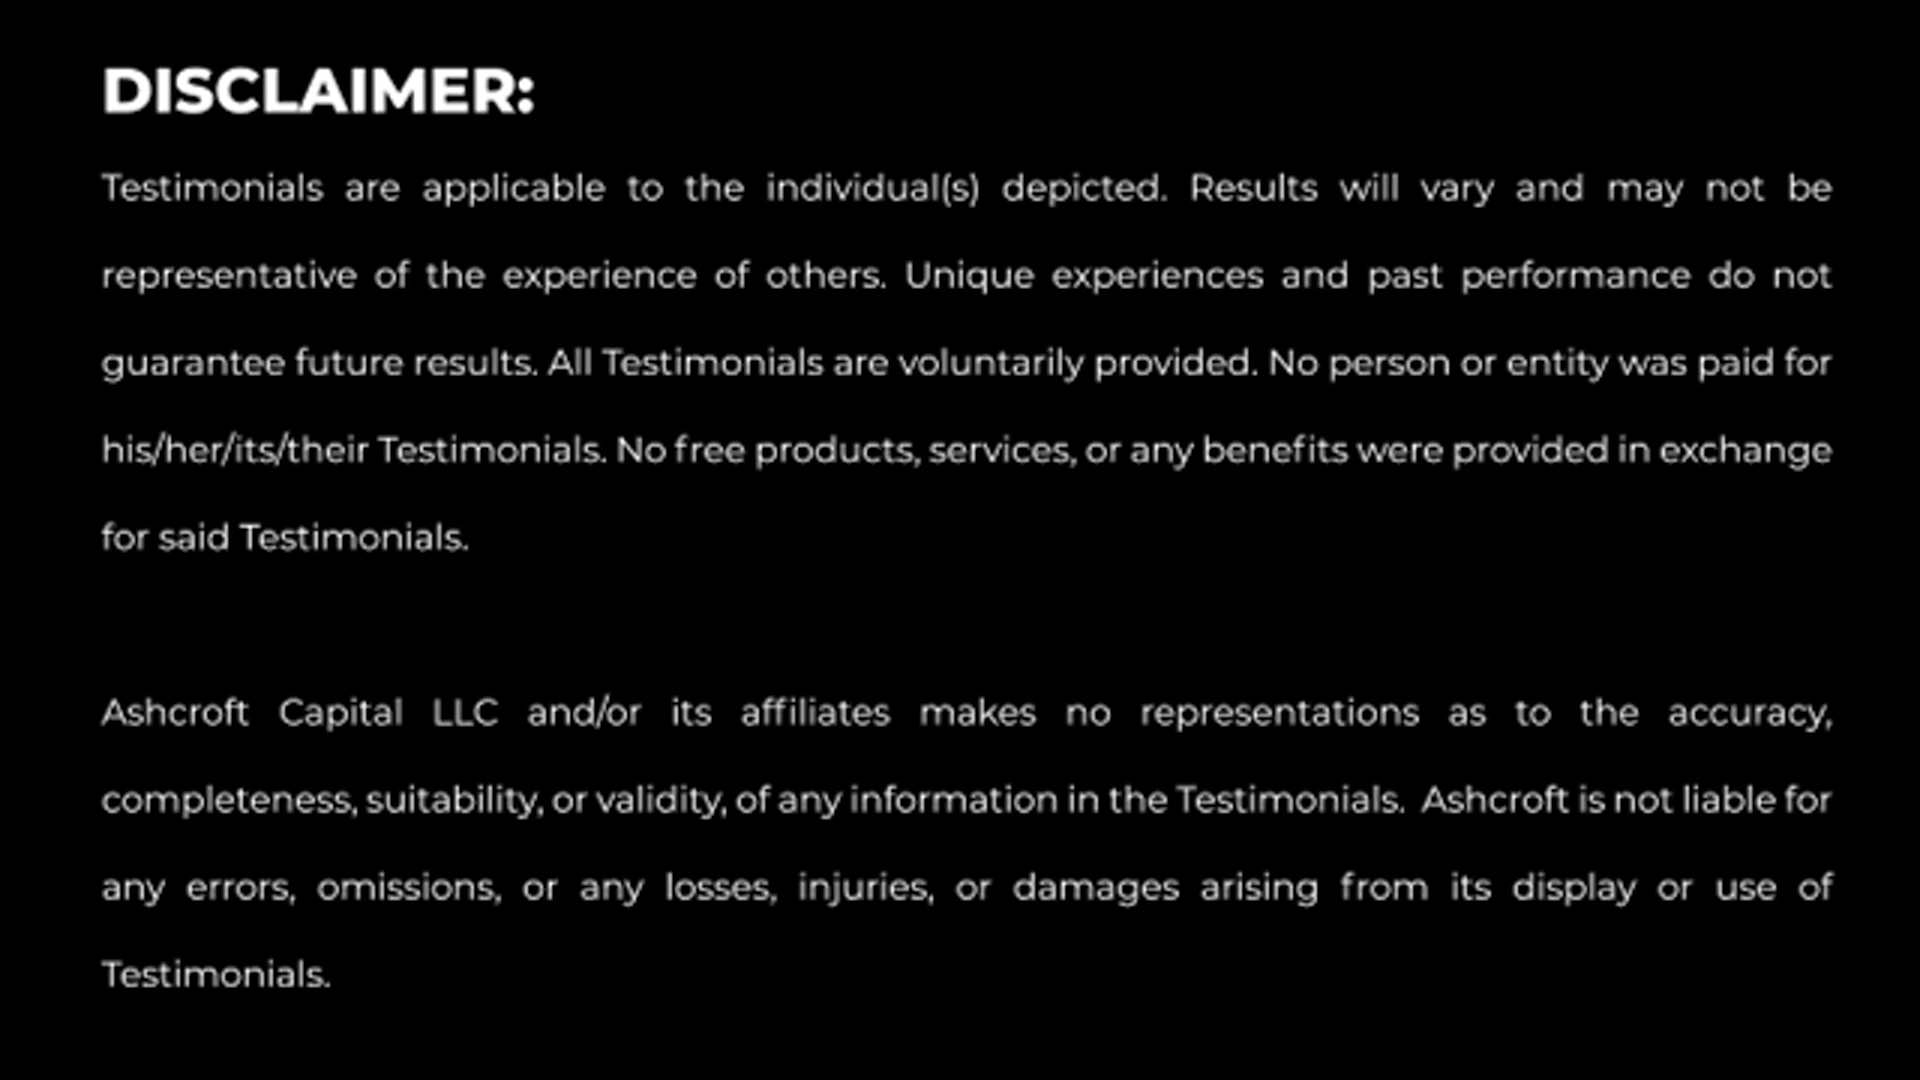 DISCLAIMER:
Testimonials are applicable to the individual(s) depicted. Results will vary and may not be
representative of the experience of others. Unique experiences and past performance do not
guarantee future results. All Testimonials are voluntarily provided. No person or entity was paid for
his/her/its/their Testimonials. No free products, services, or any benefits were provided in exchange
for said Testimonials.
Ashcroft Capital LLC and/or its affiliates makes no representations as to the accuracy,
completeness, suitability, or validity, of any information in the Testimonials.  Ashcroft is not liable for
any errors, omissions, or any losses, injuries, or damages arising from its display or use of
Testimonials.